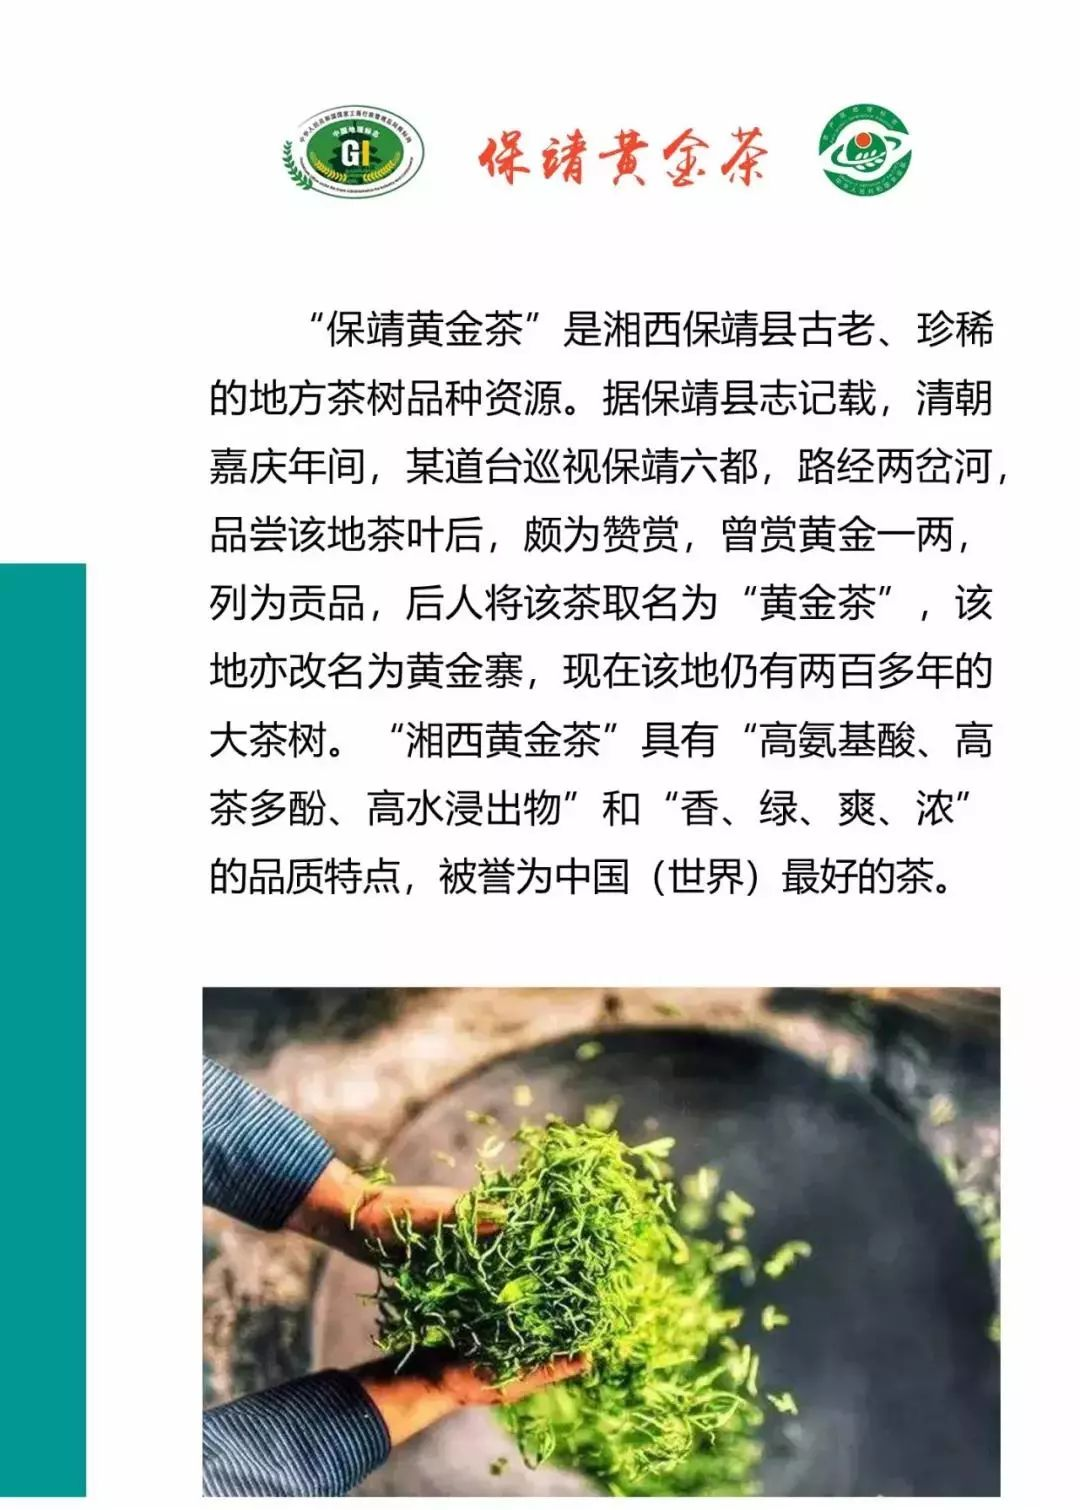 中国地理标志
GI
保靖黄金茶
“保靖黄金茶”是湘西保靖县古老、珍稀
的地方茶树品种资源。据保靖县志记载，清朝
嘉庆年间，某道台巡视保靖六都，路经两岔河，
品尝该地茶叶后，颇为赞赏，曾赏黄金一两，
列为贡品，后人将该茶取名为“黄金茶”，该
地亦改名为黄金寨，现在该地仍有两百多年的
大茶树。“湘西黄金茶”具有“高氨基酸、高
茶多酚、高水浸出物”和“香、绿、爽、浓”
的品质特点，被誉为中国（世界）最好的茶。